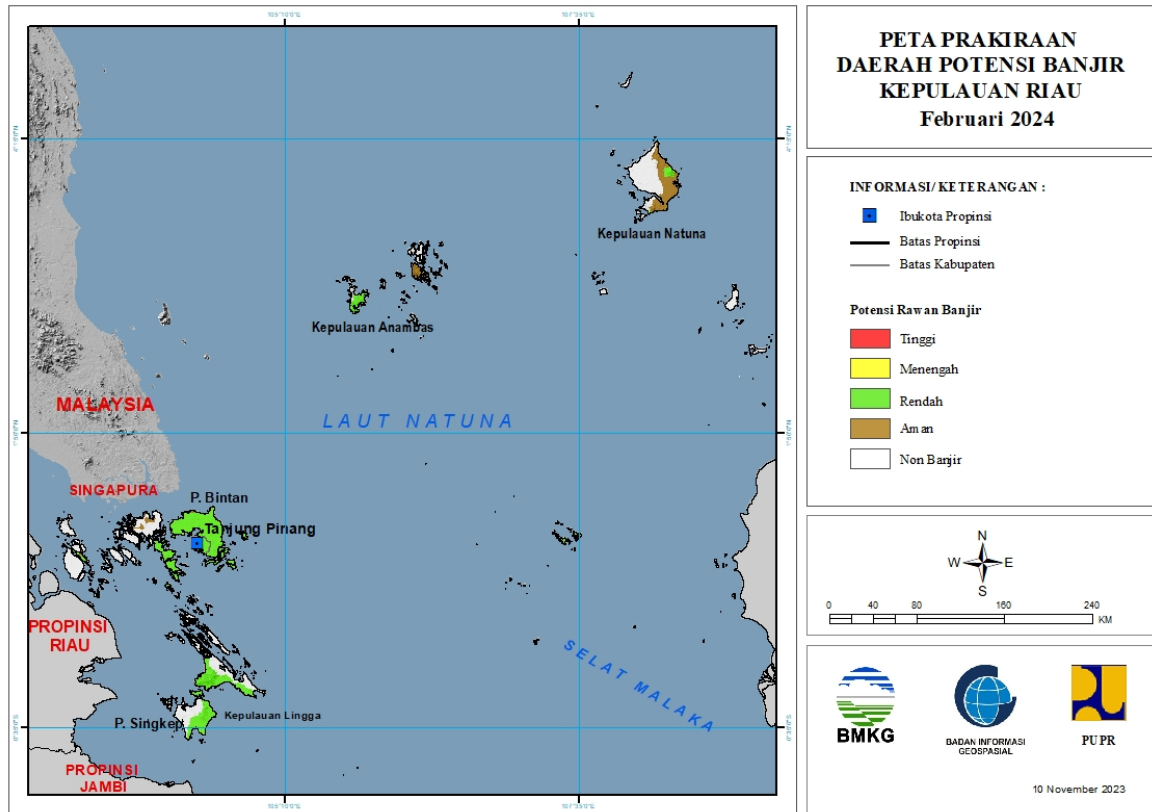 PETA PRAKIRAAN
DAERAH POTENSI BANJIR
KEPULAUAN RIAU
Februari 2024
INFORMASI/ KETERANGAN :
Ibukota Propinsi
Batas Propinsi
Batas Kabupaten
Potensi Rawan Banjir
Tinggi
Menengah
Rendah
Aman
Non Banjir
N
W E
S
0 20 40 80 160 240
KM
BMKG
BADAN INFORMASI
GEOSPASIAL
PUPR
10 November 2023
Kepulauan Natuna
Kepulauan Anambas
MALAYSIA
LAUT NATUNA
SINGAPURA
P. Bintan
Tanjung Pinang
PROPINSI
RIAU
SELAT MALAKA
P. Singkep
Kepulauan Lingga
PROPINSI
JAMBI